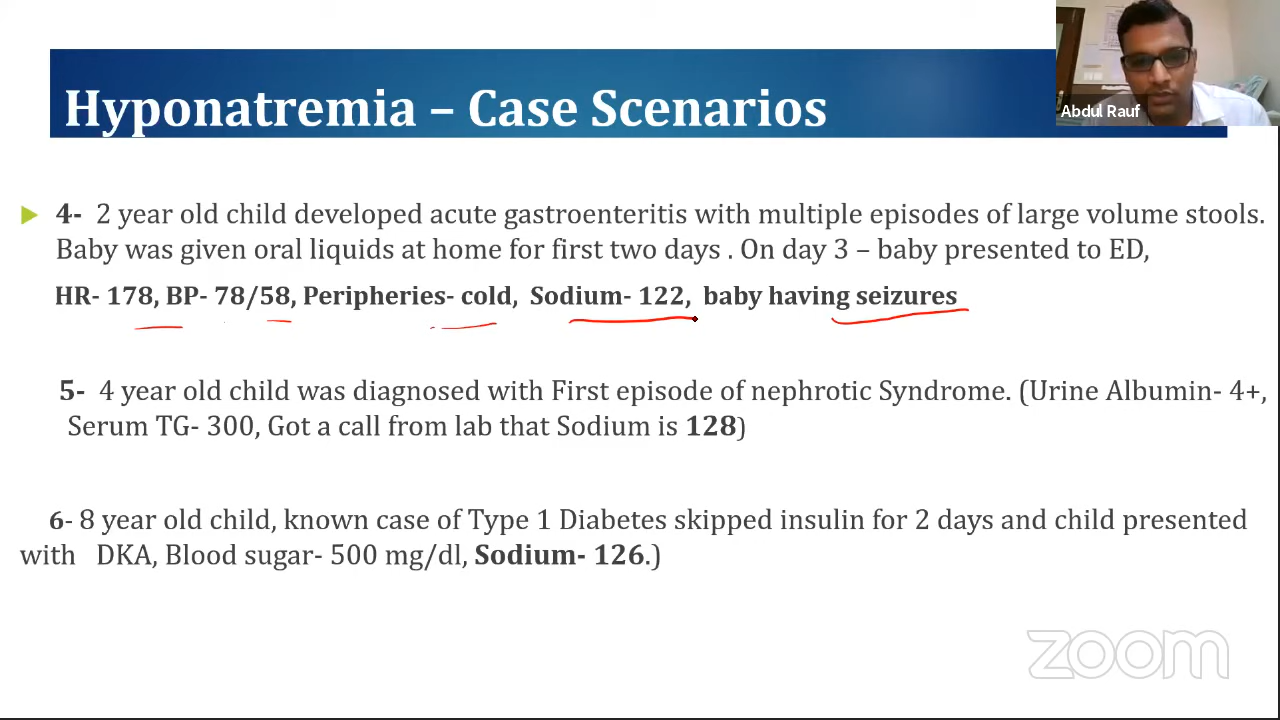 Hyponatremia – Case Scenarios
Abdul Rauf
4- 2 year old child developed acute gastroenteritis with multiple episodes of large volume stools.
Baby was given oral liquids at home for first two days . On day 3 – baby presented to ED,
HR- 178, BP- 78/58, Peripheries- cold, Sodium- 122, baby having seizures
5- 4 year old child was diagnosed with First episode of nephrotic Syndrome. (Urine Albumin- 4+,
Serum TG- 300, Got a call from lab that Sodium is 128)
6- 8 year old child, known case of Type 1 Diabetes skipped insulin for 2 days and child presented
with DKA, Blood sugar- 500 mg/dl, Sodium- 126.)
zoom